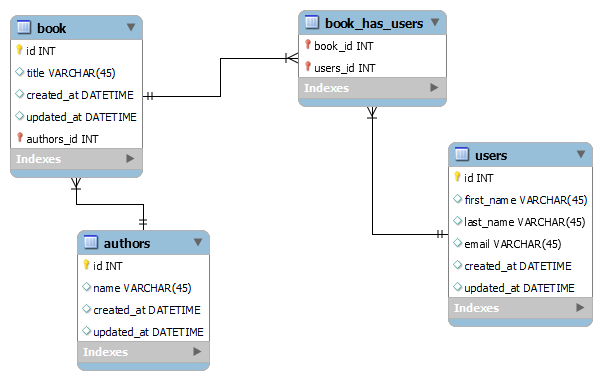 book
id INT
title VARCHAR(45)
created_at DATETIME
updated_at DATETIME
authors_id INT
Indexes
book_has_users
book_id INT
users_id INT
Indexes
users
id INT
first_name VARCHAR(45)
last_name VARCHAR(45)
email VARCHAR(45)
created_at DATETIME
updated_at DATETIME
Indexes
authors
id INT
name VARCHAR(45)
created_at DATETIME
updated_at DATETIME
Indexes